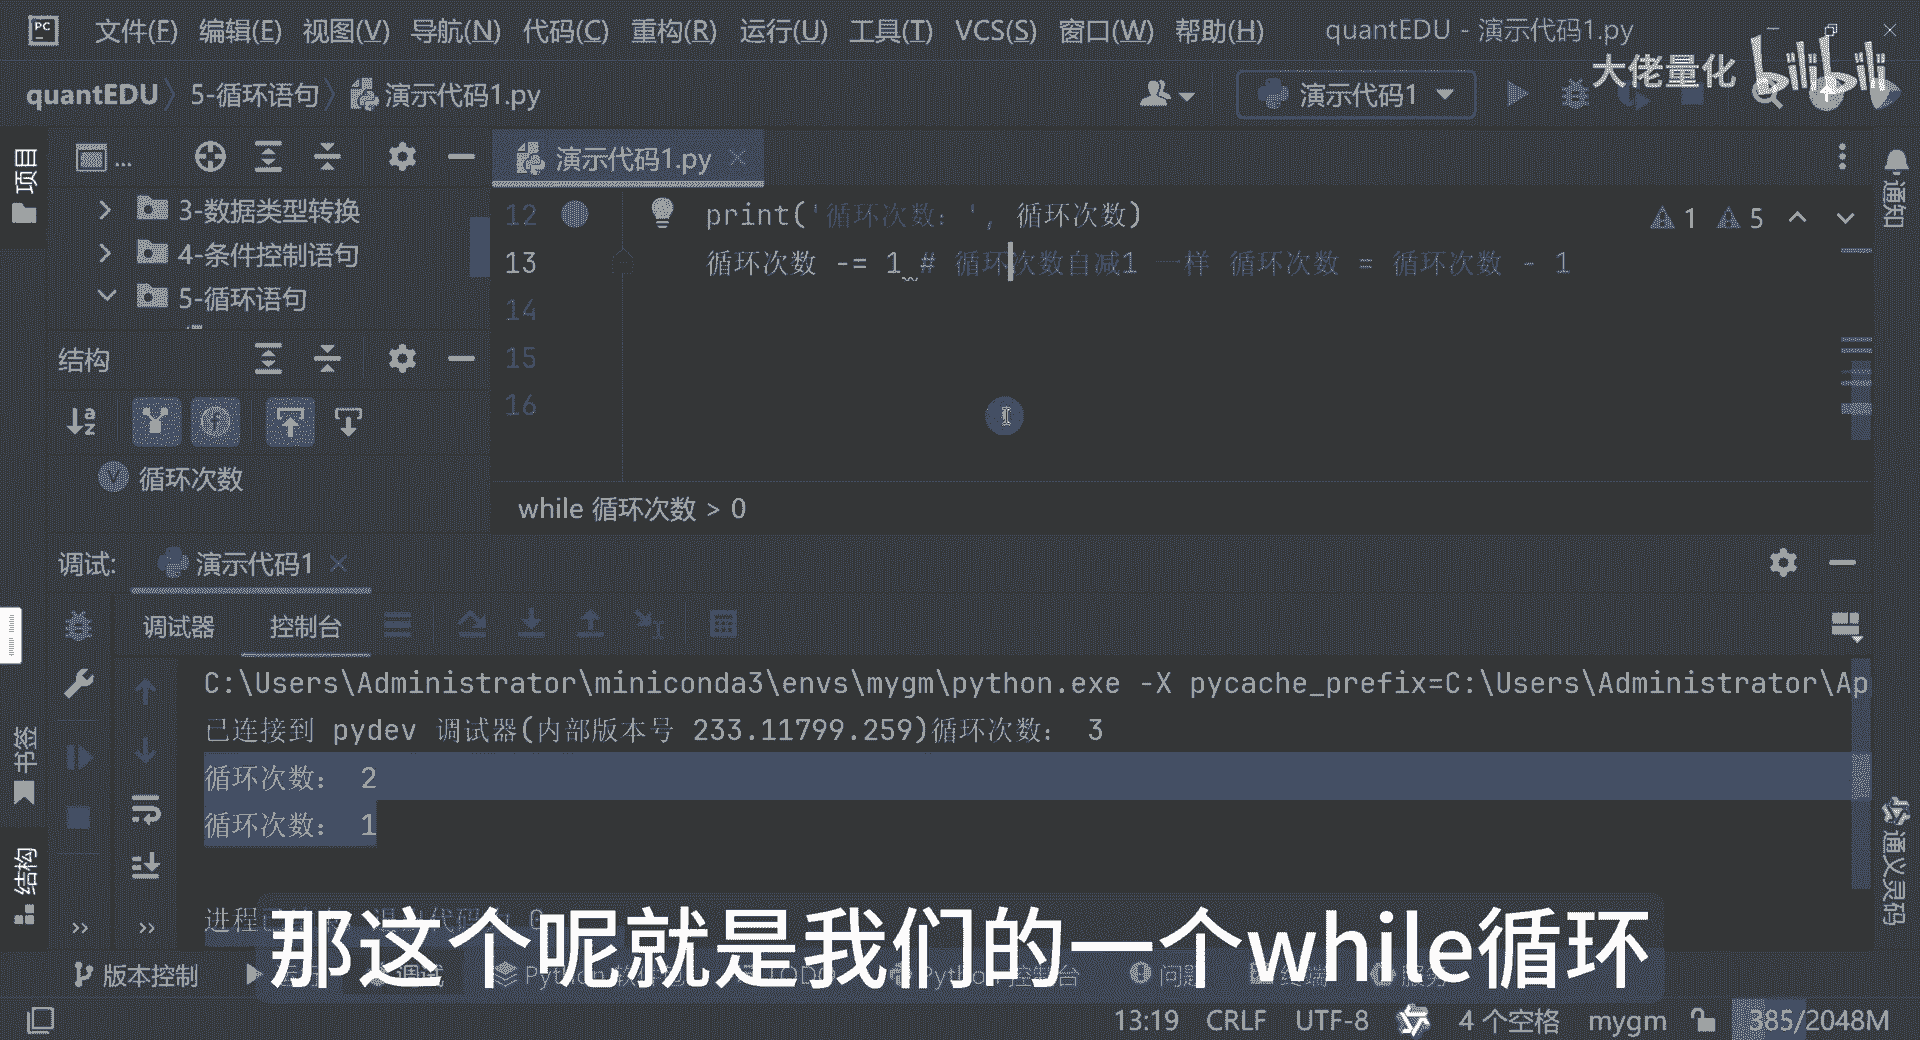 文件(F) 编辑(E) 视图(V) 导航(N) 代码(C) 重构(R) 运行(U) 工具(T) VCS(S) 窗口(W) 帮助(H) quantEDU - 演示代码1.py
大佬量化 bilibili
quantEDU 5-循环语句 演示代码1.py 演示代码1
项目
... 演示代码1.py
通知
3-数据类型转换
4-条件控制语句
5-循环语句
12 print('循环次数: ', 循环次数)
1 5
13 循环次数 -= 1 # 循环次数自减1 一样 循环次数 = 循环次数 - 1
14
15
16
结构
循环次数
while 循环次数 > 0
调试: 演示代码1
调试器 控制台
C:\Users\Administrator\miniconda3\envs\mygm\python.exe -X pycache_prefix=C:\Users\Administrator\Ap
已连接到 pydev 调试器(内部版本号 233.11799.259)循环次数: 3
循环次数: 2
循环次数: 1
书签
结构
通义灵码
进程
那这个呢就是我们的一个while循环
版本控制 调试 Python 控制台 问题 终端 服务
13:19 CRLF UTF-8 4 个空格 mygm 385/2048M